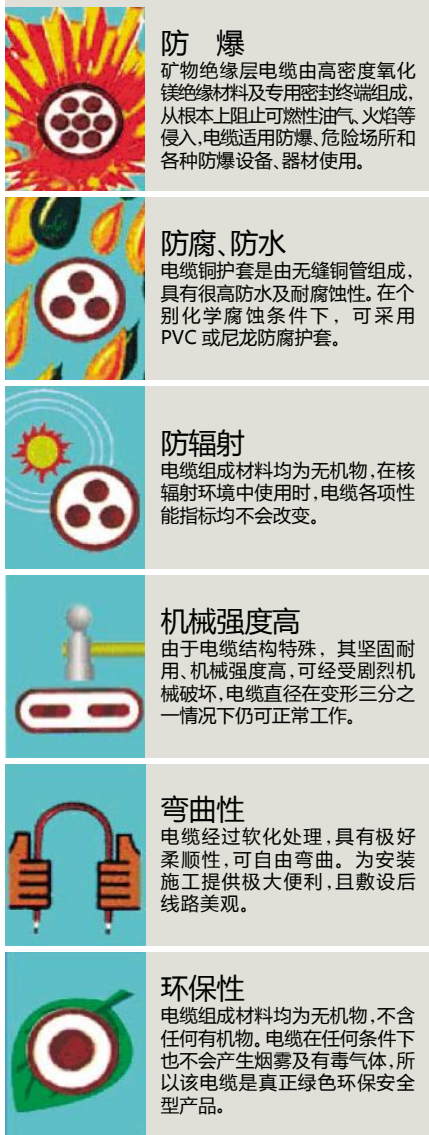 防 爆
矿物绝缘层电缆由高密度氧化
镁绝缘材料及专用密封终端组成，
从根本上阻止可燃性油气、火焰等
侵入，电缆适用防爆、危险场所和
各种防爆设备、器材使用。
防腐、防水
电缆铜护套是由无缝铜管组成，
具有很高防水及耐腐蚀性。在个
别化学腐蚀条件下，可采用
PVC 或尼龙防腐护套。
防辐射
电缆组成材料均为无机物，在核
辐射环境中使用时，电缆各项性
能指标均不会改变。
机械强度高
由于电缆结构特殊，其坚固耐
用、机械强度高，可经受剧烈机
械破坏，电缆直径在变形三分之
一情况下仍可正常工作。
弯曲性
电缆经过软化处理，具有极好
柔顺性，可自由弯曲。为安装
施工提供极大便利，且敷设后
线路美观。
环保性
电缆组成材料均为无机物，不含
任何有机物。电缆在任何条件下
也不会产生烟雾及有毒气体，所
以该电缆是真正绿色环保安全
型产品。